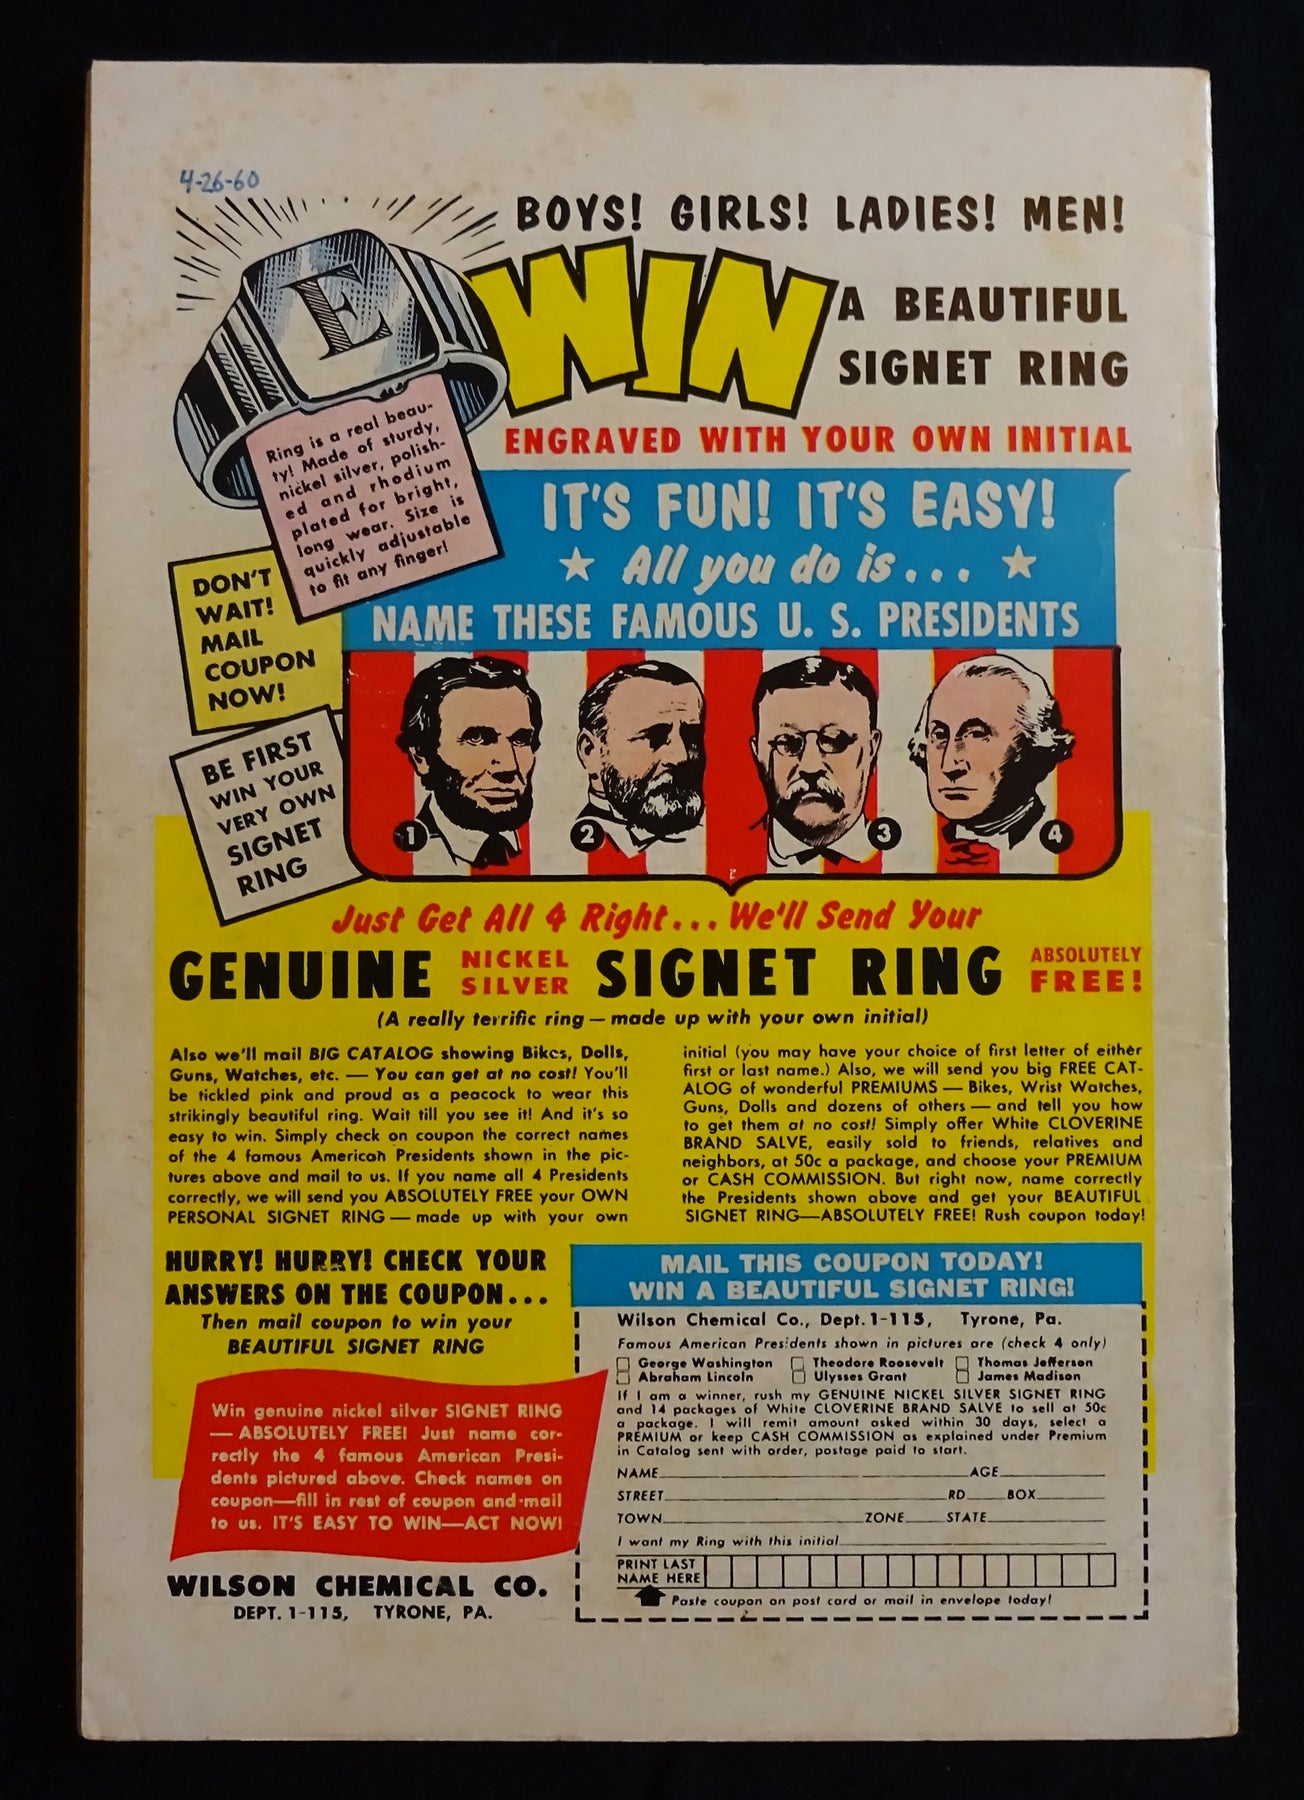 4-26-60
BOYS! GIRLS! LADIES! MEN!
E
WIN
A BEAUTIFUL
SIGNET RING
ENGRAVED WITH YOUR OWN INITIAL
Ring is a real beau-
ty! Made of sturdy,
nickel silver, polish-
ed and rhodium
plated for bright,
long wear. Size is
quickly adjustable
to fit any finger!
IT'S FUN! IT'S EASY!
★ All you do is... ★
NAME THESE FAMOUS U. S. PRESIDENTS
DON'T
WAIT!
MAIL
COUPON
NOW!
BE FIRST
WIN YOUR
VERY OWN
SIGNET
RING
1 2 3 4
Just Get All 4 Right... We'll Send Your
GENUINE NICKEL SILVER SIGNET RING ABSOLUTELY FREE!
(A really terrific ring — made up with your own initial)
Also we'll mail BIG CATALOG showing Bikes, Dolls,
Guns, Watches, etc. — You can get at no cost! You'll
be tickled pink and proud as a peacock to wear this
strikingly beautiful ring. Wait till you see it! And it's so
easy to win. Simply check on coupon the correct names
of the 4 famous American Presidents shown in the pic-
tures above and mail to us. If you name all 4 Presidents
correctly, we will send you ABSOLUTELY FREE your OWN
PERSONAL SIGNET RING — made up with your own
initial (you may have your choice of first letter of either
first or last name.) Also, we will send you big FREE CAT-
ALOG of wonderful PREMIUMS — Bikes, Wrist Watches,
Guns, Dolls and dozens of others — and tell you how
to get them at no cost! Simply offer White CLOVERINE
BRAND SALVE, easily sold to friends, relatives and
neighbors, at 50c a package, and choose your PREMIUM
or CASH COMMISSION. But right now, name correctly
the Presidents shown above and get your BEAUTIFUL
SIGNET RING—ABSOLUTELY FREE! Rush coupon today!
HURRY! HURRY! CHECK YOUR
ANSWERS ON THE COUPON...
Then mail coupon to win your
BEAUTIFUL SIGNET RING
Win genuine nickel silver SIGNET RING
— ABSOLUTELY FREE! Just name cor-
rectly the 4 famous American Presi-
dents pictured above. Check names on
coupon—fill in rest of coupon and mail
to us. IT'S EASY TO WIN—ACT NOW!
WILSON CHEMICAL CO.
DEPT. 1-115, TYRONE, PA.
MAIL THIS COUPON TODAY!
WIN A BEAUTIFUL SIGNET RING!
Wilson Chemical Co., Dept. 1-115, Tyrone, Pa.
Famous American Presidents shown in pictures are (check 4 only)
☐ George Washington ☐ Theodore Roosevelt ☐ Thomas Jefferson
☐ Abraham Lincoln ☐ Ulysses Grant ☐ James Madison
If I am a winner, rush my GENUINE NICKEL SILVER SIGNET RING
and 14 packages of White CLOVERINE BRAND SALVE to sell at 50c
a package. I will remit amount asked within 30 days, select a
PREMIUM or keep CASH COMMISSION as explained under Premium
in Catalog sent with order, postage paid to start.
NAME AGE
STREET RD BOX
TOWN ZONE STATE
I want my Ring with this initial
PRINT LAST
NAME HERE
Paste coupon on post card or mail in envelope today!